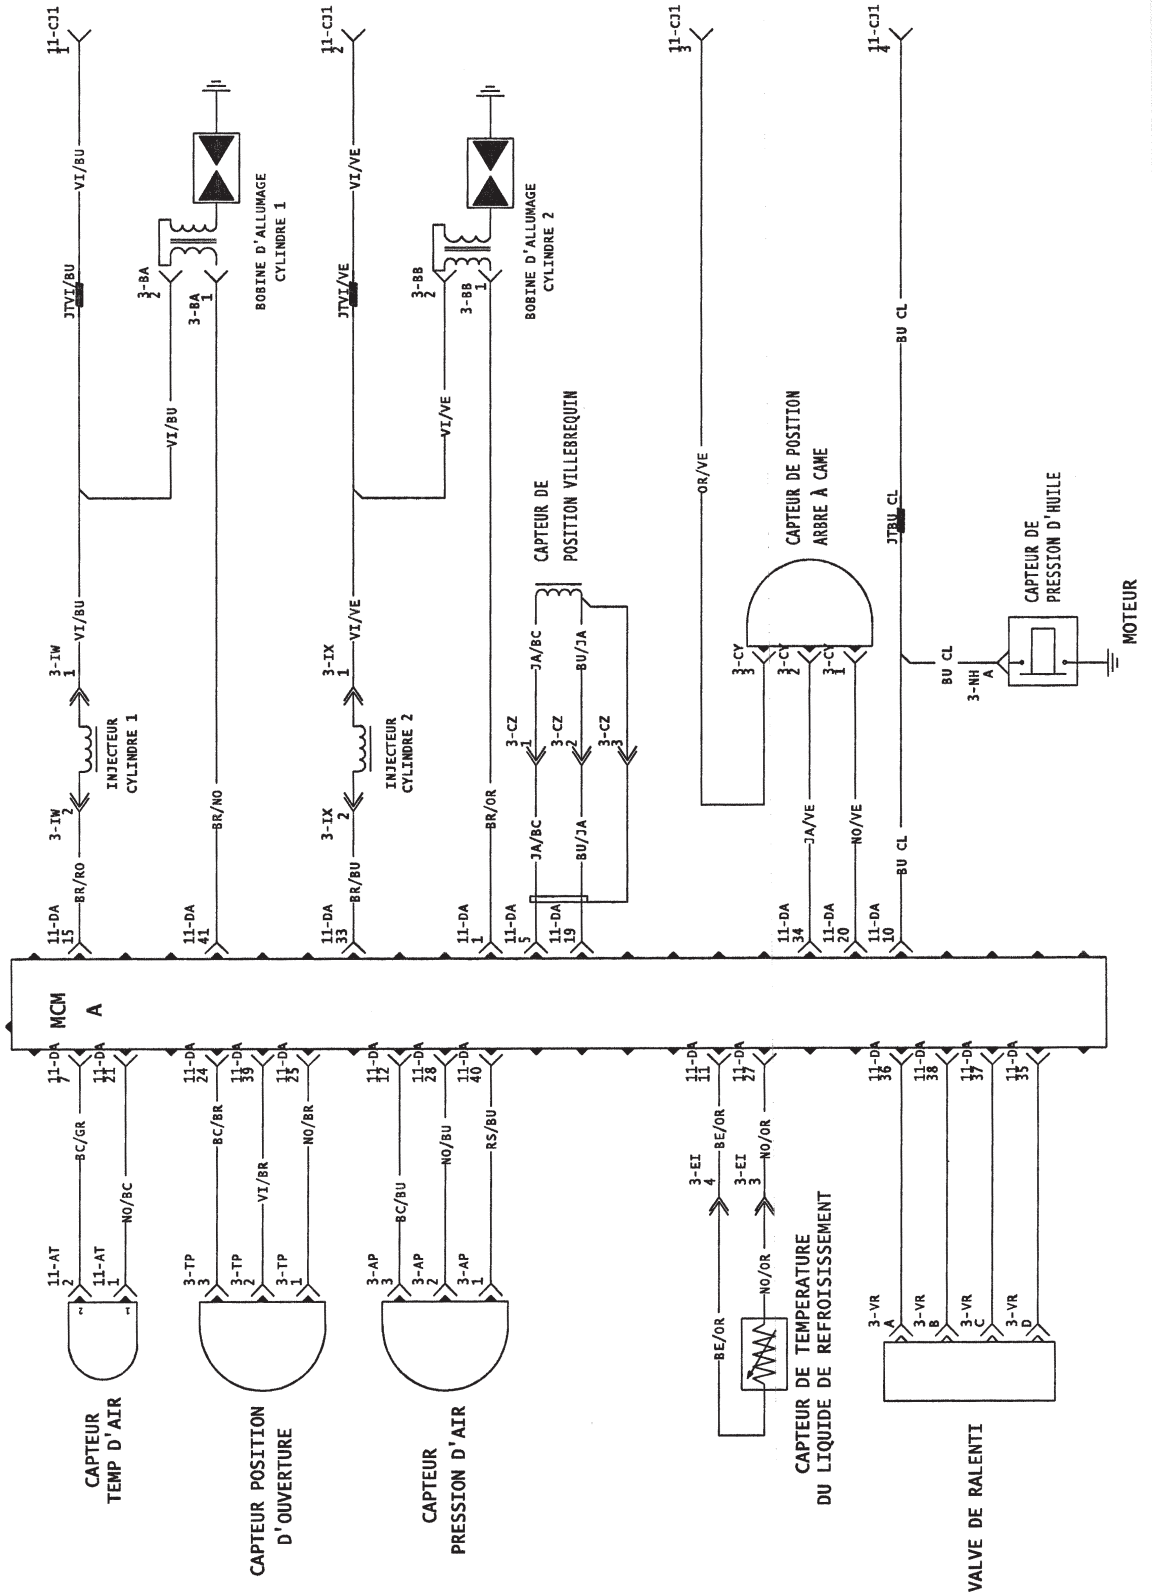 11-CJ1
1
VI/BU
JTVI/BU
3-BA
2
3-BA
1
BOBINE D'ALLUMAGE
CYLINDRE 1
VI/BU
VI/BU
3-IW
1
INJECTEUR
CYLINDRE 1
3-IW
2
BR/RO
BR/NO
11-DA
15
11-DA
41
11-CJ1
2
VI/VE
JTVI/VE
3-BB
2
3-BB
1
BOBINE D'ALLUMAGE
CYLINDRE 2
VI/VE
VI/VE
3-IX
1
INJECTEUR
CYLINDRE 2
3-IX
2
BR/BU
BR/OR
11-DA
33
11-DA
1
CAPTEUR DE
POSITION VILLEBREQUIN
JA/BC
BU/JA
3-CZ
1
3-CZ
2
3-CZ
3
JA/BC
BU/JA
11-DA
5
11-DA
19
11-CJ1
3
OR/VE
CAPTEUR DE POSITION
ARBRE À CAME
3-CY
3
3-CY
2
3-CY
1
JA/VE
NO/VE
11-DA
34
11-DA
20
11-CJ1
4
BU CL
JTBU CL
BU CL
3-NH
A
CAPTEUR DE
PRESSION D'HUILE
MOTEUR
BU CL
11-DA
10
MCM
A
11-DA
7
11-DA
21
BC/GR
NO/BC
11-AT
2
11-AT
1
2
1
CAPTEUR
TEMP D'AIR
11-DA
24
11-DA
39
11-DA
25
BC/BR
VI/BR
NO/BR
3-TP
3
3-TP
2
3-TP
1
CAPTEUR POSITION
D'OUVERTURE
11-DA
12
11-DA
28
11-DA
40
BC/BU
NO/BU
RS/BU
3-AP
3
3-AP
2
3-AP
1
CAPTEUR
PRESSION D'AIR
11-DA
11
11-DA
27
BE/OR
NO/OR
3-EI
4
3-EI
3
BE/OR
NO/OR
CAPTEUR DE TEMPERATURE
DU LIQUIDE DE REFROISISSEMENT
11-DA
36
11-DA
38
11-DA
37
11-DA
35
3-VR
A
3-VR
B
3-VR
C
3-VR
D
VALVE DE RALENTI